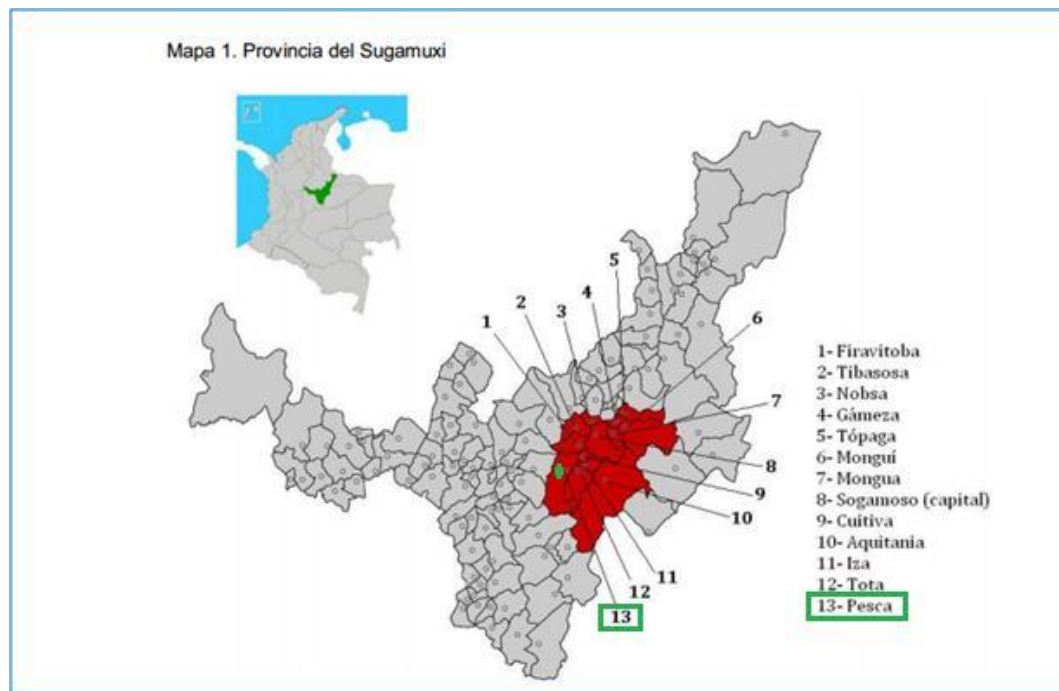 Mapa 1. Provincia del Sugamuxi
5
4
2
3
6
1
7
8
9
10
11
12
13
1- Firavitoba
2- Tibasosa
3- Nobsa
4- Gámeza
5- Tópaga
6- Monguí
7- Mongua
8- Sogamoso (capital)
9- Cuitiva
10- Aquitania
11- Iza
12- Tota
13- Pesca